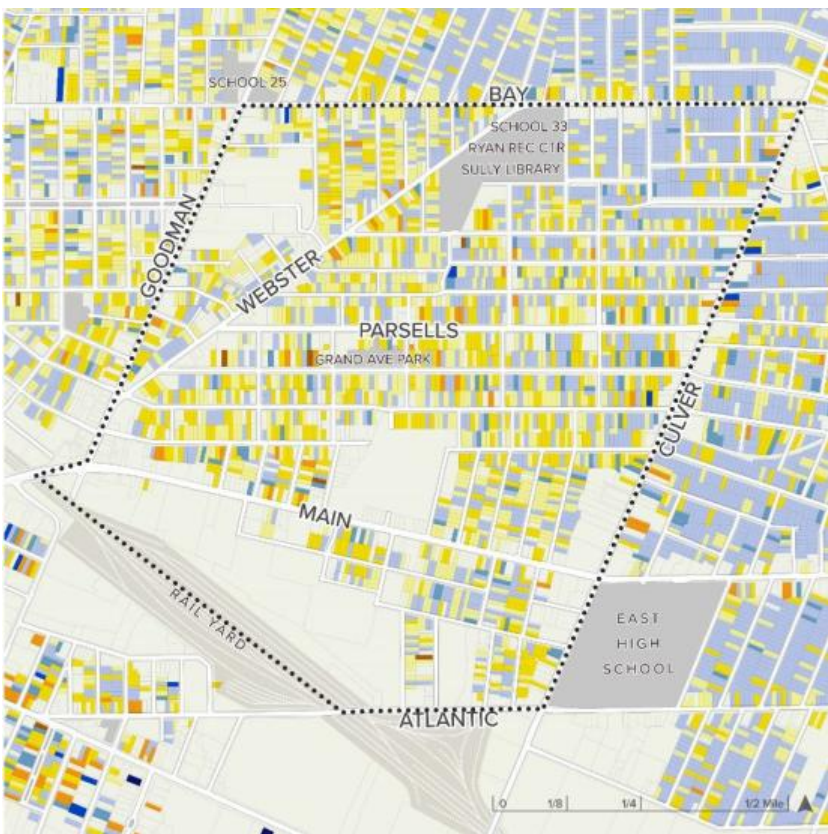 SCHOOL 25
BAY
SCHOOL 33
RYAN REC CTR
SULLY LIBRARY
GOODMAN
WEBSTER
PARSELLS
GRAND AVE PARK
CULVER
MAIN
RAIL YARD
EAST
HIGH
SCHOOL
ATLANTIC
0 1/8 1/4 1/2 Mile